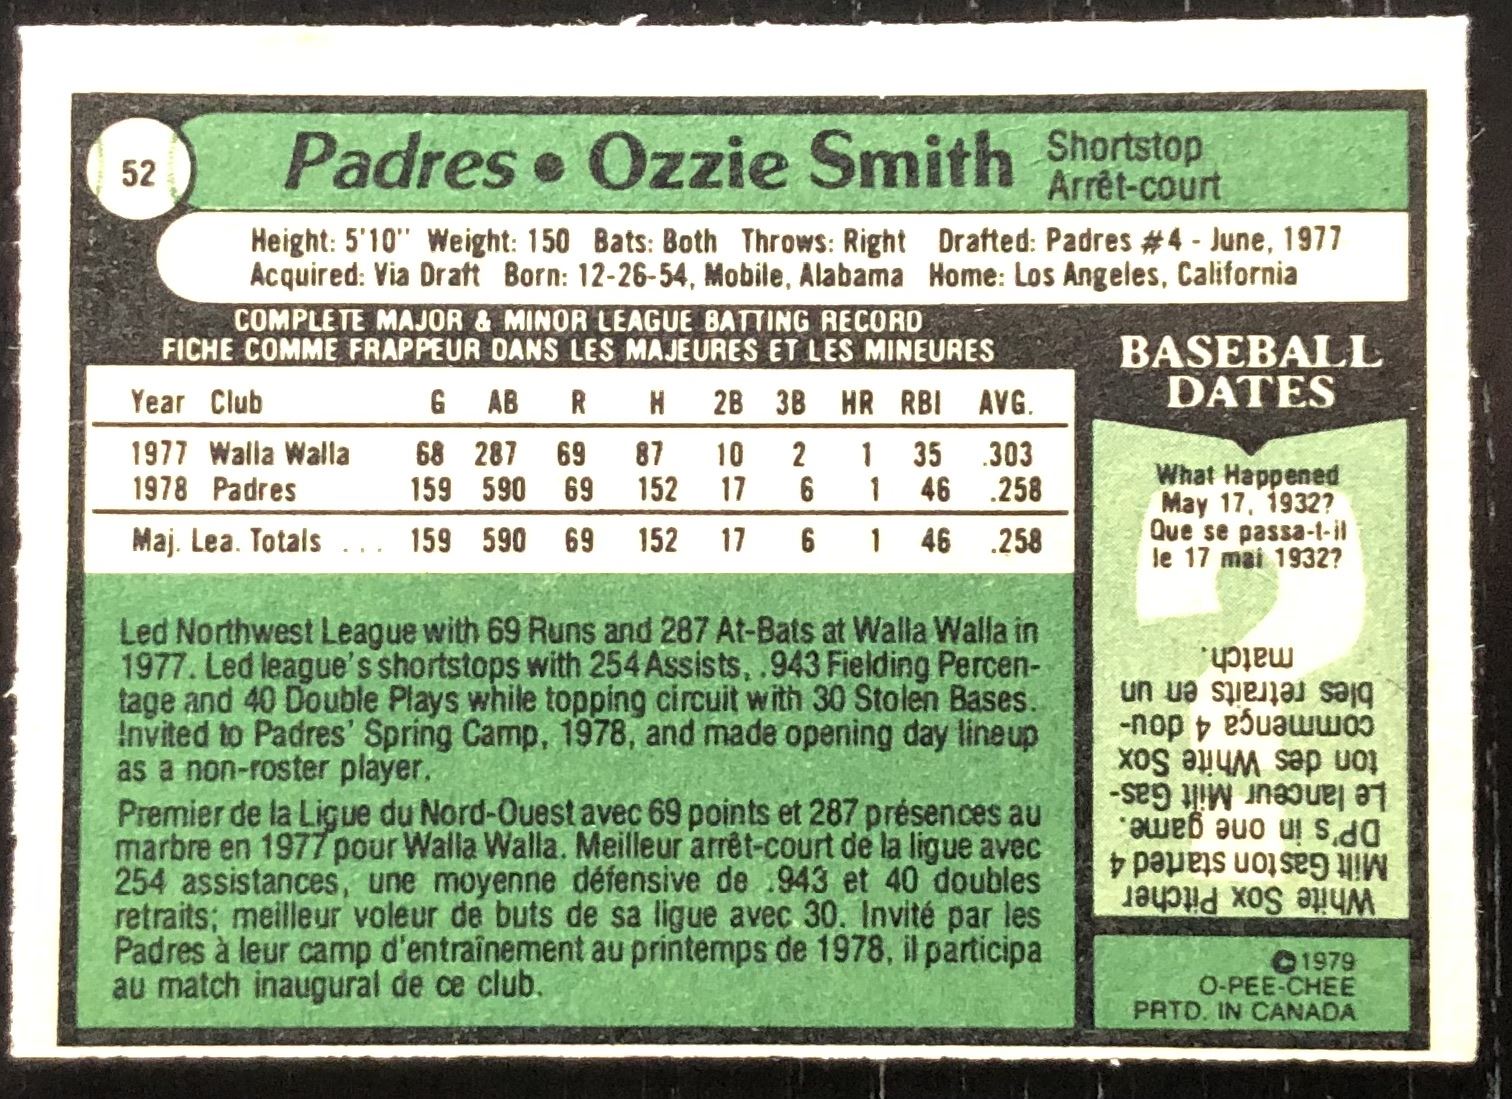 52
Padres • Ozzie Smith
Shortstop
Arrêt-court
Height: 5'10" Weight: 150 Bats: Both Throws: Right Drafted: Padres #4 - June, 1977
Acquired: Via Draft Born: 12-26-54, Mobile, Alabama Home: Los Angeles, California
COMPLETE MAJOR & MINOR LEAGUE BATTING RECORD
FICHE COMME FRAPPEUR DANS LES MAJEURES ET LES MINEURES
Year Club G AB R H 2B 3B HR RBI AVG.
1977 Walla Walla 68 287 69 87 10 2 1 35 .303
1978 Padres 159 590 69 152 17 6 1 46 .258
Maj. Lea. Totals ... 159 590 69 152 17 6 1 46 .258
Led Northwest League with 69 Runs and 287 At-Bats at Walla Walla in
1977. Led league's shortstops with 254 Assists, .943 Fielding Percen-
tage and 40 Double Plays while topping circuit with 30 Stolen Bases.
Invited to Padres' Spring Camp, 1978, and made opening day lineup
as a non-roster player.
Premier de la Ligue du Nord-Ouest avec 69 points et 287 présences au
marbre en 1977 pour Walla Walla. Meilleur arrêt-court de la ligue avec
254 assistances, une moyenne défensive de .943 et 40 doubles
retraits; meilleur voleur de buts de sa ligue avec 30. Invité par les
Padres à leur camp d'entraînement au printemps de 1978, il participa
au match inaugural de ce club.
BASEBALL
DATES
What Happened
May 17, 1932?
Que se passa-t-il
le 17 mai 1932?
White Sox Pitcher
Milt Gaston started 4
DP's in one game.
Le lanceur Milt Gas-
ton des White Sox
commença 4 dou-
bles retraits en un
match.
©1979
O-PEE-CHEE
PRTD. IN CANADA